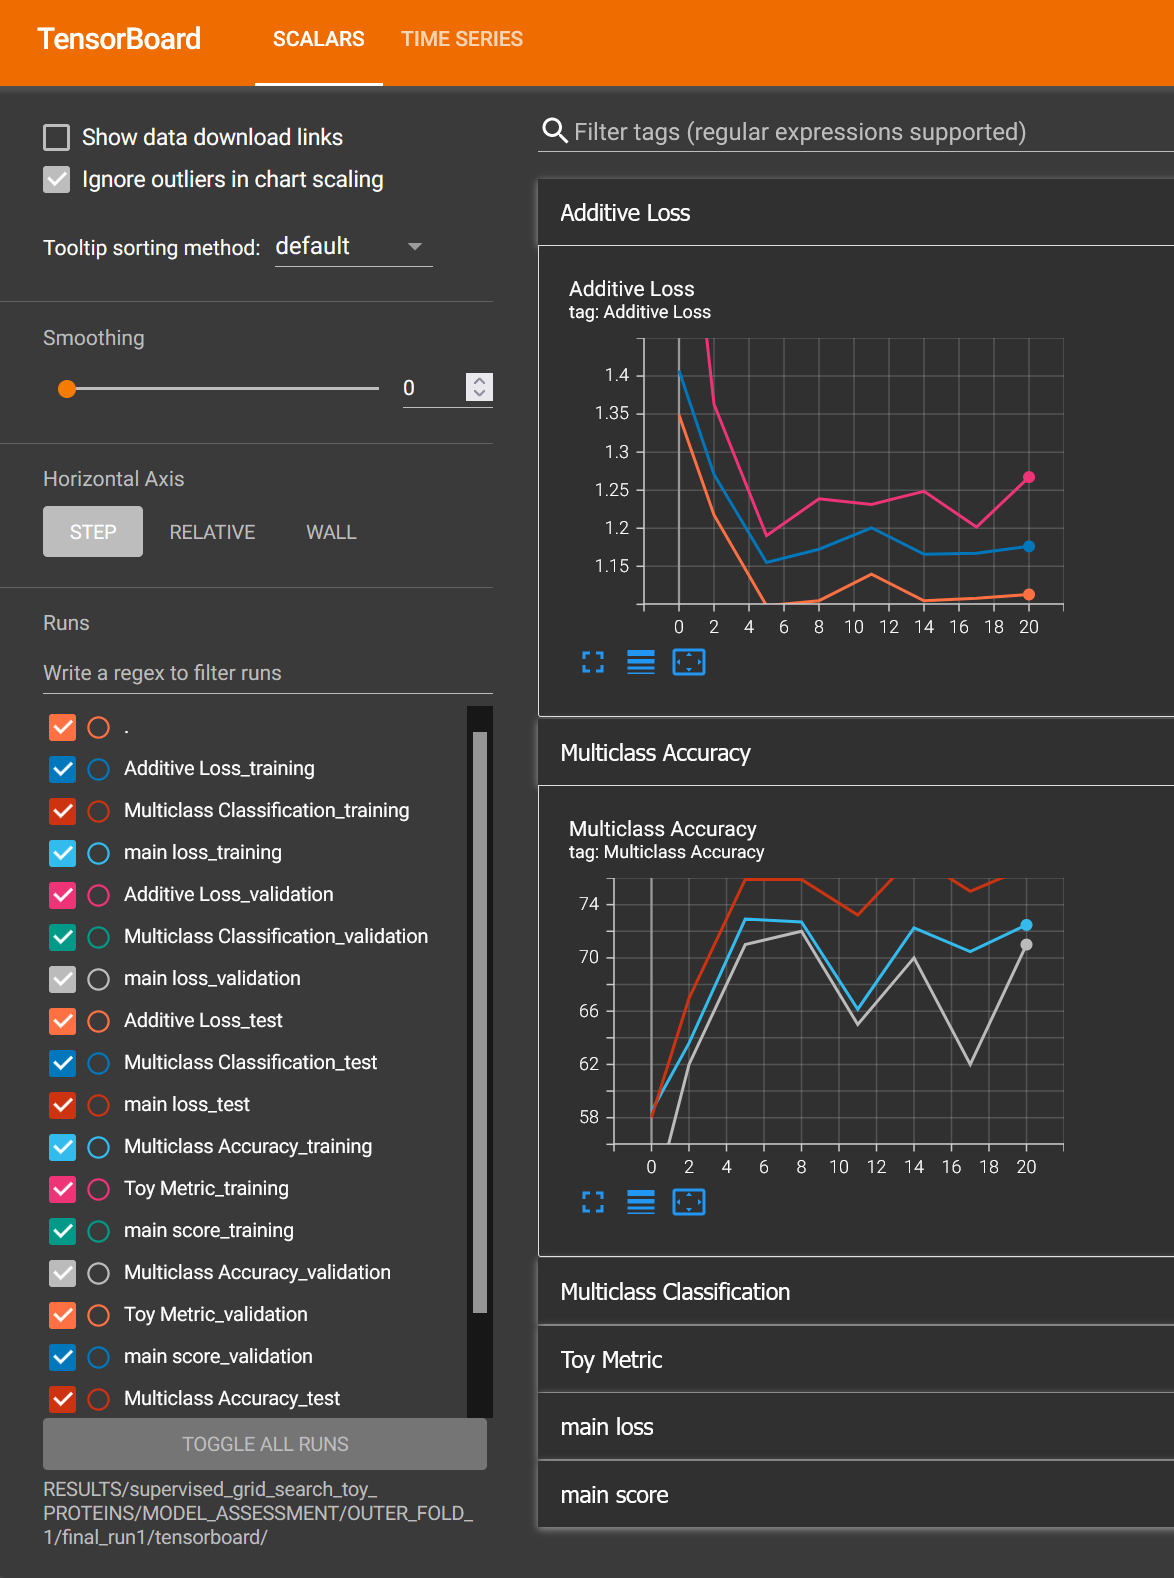 TensorBoard
SCALARS
TIME SERIES
Show data download links
Ignore outliers in chart scaling
Tooltip sorting method: default
Smoothing
0
Horizontal Axis
STEP
RELATIVE
WALL
Runs
Write a regex to filter runs
.
Additive Loss_training
Multiclass Classification_training
main loss_training
Additive Loss_validation
Multiclass Classification_validation
main loss_validation
Additive Loss_test
Multiclass Classification_test
main loss_test
Multiclass Accuracy_training
Toy Metric_training
main score_training
Multiclass Accuracy_validation
Toy Metric_validation
main score_validation
Multiclass Accuracy_test
TOGGLE ALL RUNS
RESULTS/supervised_grid_search_toy_
PROTEINS/MODEL_ASSESSMENT/OUTER_FOLD_
1/final_run1/tensorboard/
Filter tags (regular expressions supported)
Additive Loss
Additive Loss
tag: Additive Loss
1.4
1.35
1.3
1.25
1.2
1.15
0 2 4 6 8 10 12 14 16 18 20
Multiclass Accuracy
Multiclass Accuracy
tag: Multiclass Accuracy
74
70
66
62
58
0 2 4 6 8 10 12 14 16 18 20
Multiclass Classification
Toy Metric
main loss
main score